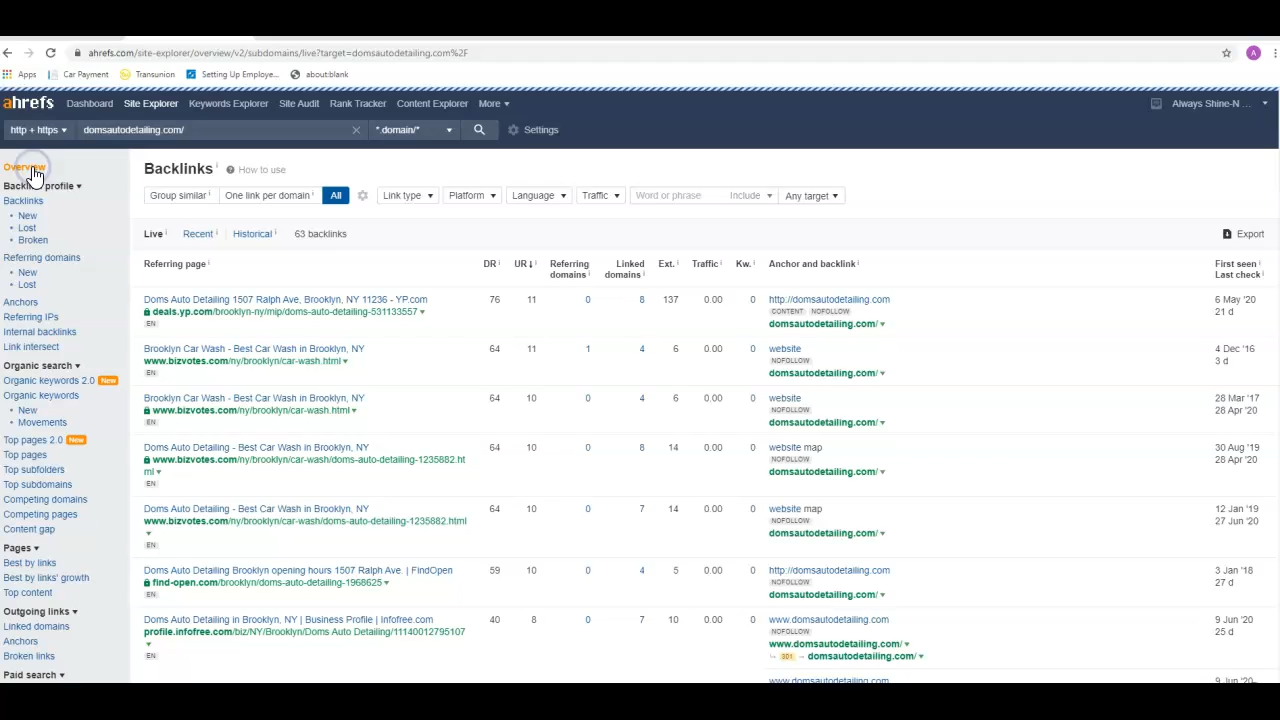 ahrefs.com/site-explorer/overview/v2/subdomains/live?target=domsautodetailing.com%2F
A
Apps Car Payment Transunion Setting Up Employe... about:blank
ahrefs Dashboard Site Explorer Keywords Explorer Site Audit Rank Tracker Content Explorer More Always Shine-N ...
http + https domsautodetailing.com/ *.domain/* Settings
Overview
Backlink profile
Backlinks
New
Lost
Broken
Referring domains
New
Lost
Anchors
Referring IPs
Internal backlinks
Link intersect
Organic search
Organic keywords 2.0 New
Organic keywords
New
Movements
Top pages 2.0 New
Top pages
Top subfolders
Top subdomains
Competing domains
Competing pages
Content gap
Pages
Best by links
Best by links' growth
Top content
Outgoing links
Linked domains
Anchors
Broken links
Paid search
Backlinks i ? How to use
Group similar i One link per domain i All Link type Platform Language Traffic Word or phrase Include Any target
Live i Recent i Historical i 63 backlinks Export
Referring page i DR i UR i Referring domains i Linked domains i Ext. i Traffic i Kw. i Anchor and backlink i First seen Last check i
Doms Auto Detailing 1507 Ralph Ave, Brooklyn, NY 11236 - YP.com 76 11 0 8 137 0.00 0 http://domsautodetailing.com 6 May '20
deals.yp.com/brooklyn-ny/mip/doms-auto-detailing-531133557 CONTENT NOFOLLOW 21 d
EN domsautodetailing.com/
Brooklyn Car Wash - Best Car Wash in Brooklyn, NY 64 11 1 4 6 0.00 0 website 4 Dec '16
www.bizvotes.com/ny/brooklyn/car-wash.html NOFOLLOW 3 d
EN domsautodetailing.com/
Brooklyn Car Wash - Best Car Wash in Brooklyn, NY 64 10 0 4 6 0.00 0 website 28 Mar '17
www.bizvotes.com/ny/brooklyn/car-wash.html NOFOLLOW 28 Apr '20
EN domsautodetailing.com/
Doms Auto Detailing - Best Car Wash in Brooklyn, NY 64 10 0 8 14 0.00 0 website map 30 Aug '19
www.bizvotes.com/ny/brooklyn/car-wash/doms-auto-detailing-1235882.ht NOFOLLOW 28 Apr '20
ml domsautodetailing.com/
EN
Doms Auto Detailing - Best Car Wash in Brooklyn, NY 64 10 0 7 14 0.00 0 website map 12 Jan '19
www.bizvotes.com/ny/brooklyn/car-wash/doms-auto-detailing-1235882.html NOFOLLOW 27 Jun '20
domsautodetailing.com/
EN
Doms Auto Detailing Brooklyn opening hours 1507 Ralph Ave. | FindOpen 59 10 0 4 5 0.00 0 http://domsautodetailing.com 3 Jan '18
find-open.com/brooklyn/doms-auto-detailing-1968625 NOFOLLOW 27 d
EN domsautodetailing.com/
Doms Auto Detailing in Brooklyn, NY | Business Profile | Infofree.com 40 8 0 7 10 0.00 0 www.domsautodetailing.com 9 Jun '20
profile.infofree.com/biz/NY/Brooklyn/Doms Auto Detailing/11140012795107 NOFOLLOW 25 d
www.domsautodetailing.com/
EN 301 domsautodetailing.com/
www.domsautodetailing.com 9 Jun '20